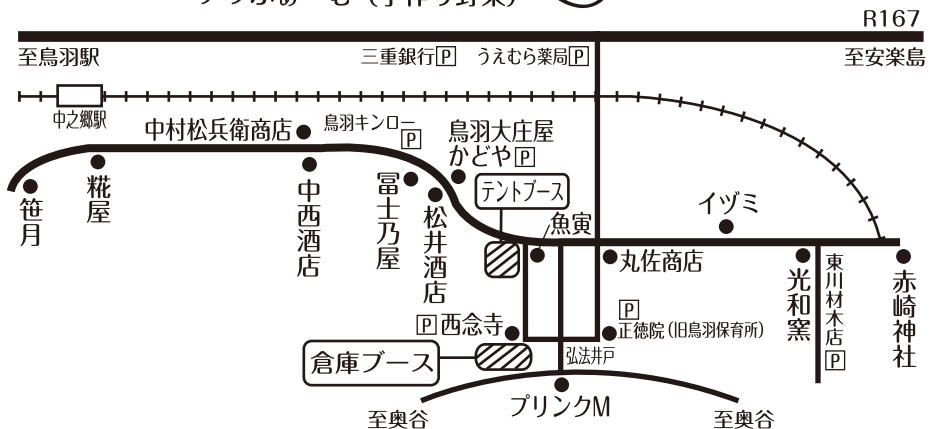 R167
至鳥羽駅
三重銀行P
うえむら薬局P
至安楽島
中之郷駅
中村松兵衛商店
鳥羽キンロー
P
鳥羽大庄屋
かどやP
糀屋
笹月
中西酒店
冨士乃屋
松井酒店
テントブース
魚寅
イヅミ
丸佐商店
光和窯
東川材木店P
赤崎神社
P西念寺
P
正徳院(旧鳥羽保育所)
倉庫ブース
弘法井戸
プリンクM
至奥谷
至奥谷